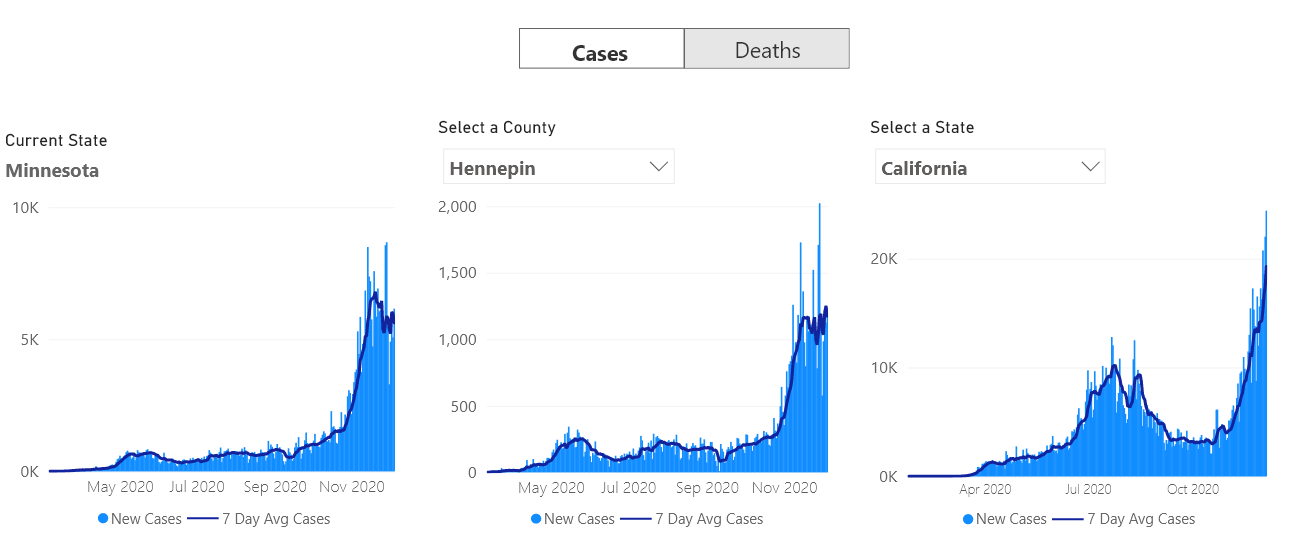 Cases Deaths
Current State
Minnesota
10K
5K
0K
May 2020 Jul 2020 Sep 2020 Nov 2020
New Cases 7 Day Avg Cases
Select a County
Hennepin
2,000
1,500
1,000
500
0
May 2020 Jul 2020 Sep 2020 Nov 2020
New Cases 7 Day Avg Cases
Select a State
California
20K
10K
0K
Apr 2020 Jul 2020 Oct 2020
New Cases 7 Day Avg Cases